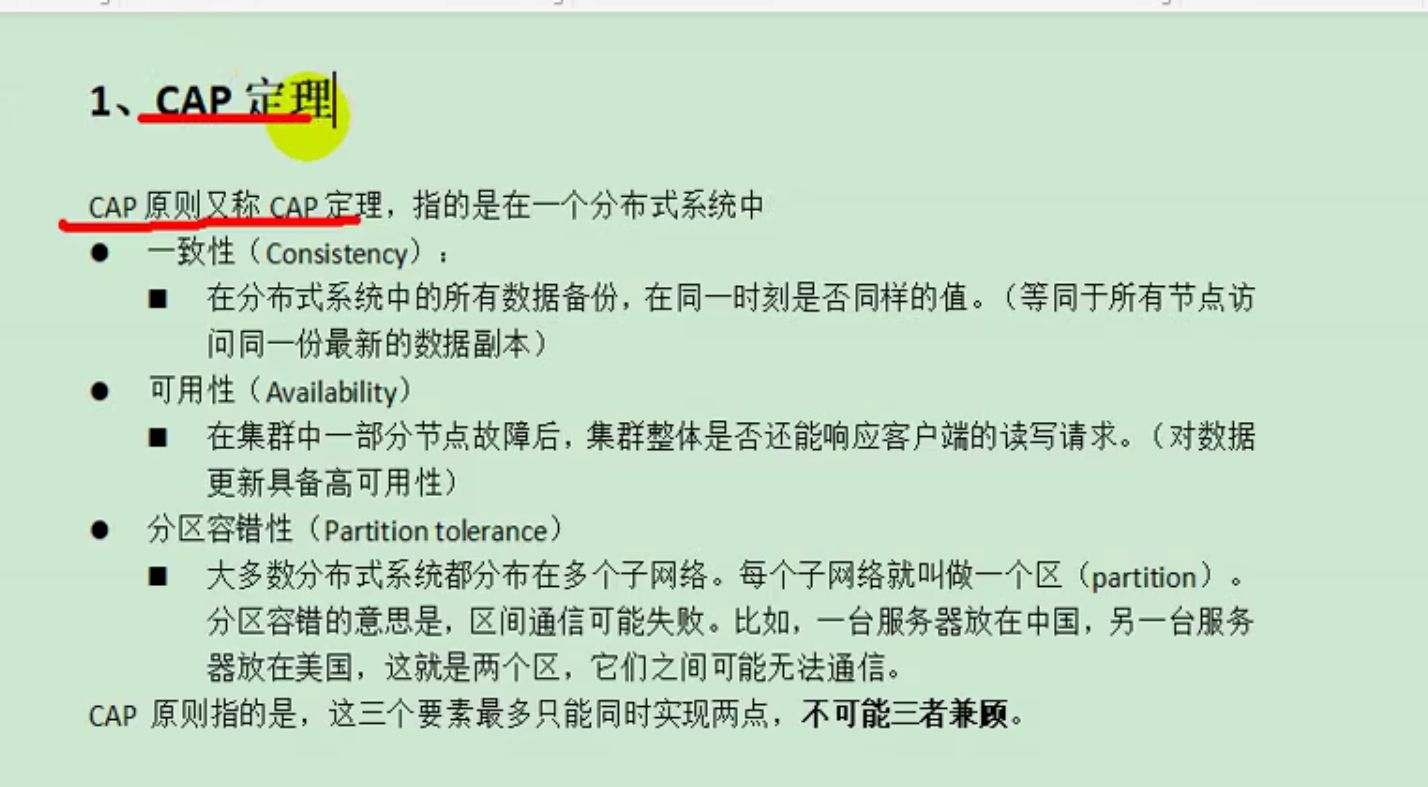 1、CAP 定理
CAP 原则又称 CAP 定理，指的是在一个分布式系统中
● 一致性（Consistency）：
■ 在分布式系统中的所有数据备份，在同一时刻是否同样的值。（等同于所有节点访
问同一份最新的数据副本）
● 可用性（Availability）
■ 在集群中一部分节点故障后，集群整体是否还能响应客户端的读写请求。（对数据
更新具备高可用性）
● 分区容错性（Partition tolerance）
■ 大多数分布式系统都分布在多个子网络。每个子网络就叫做一个区（partition）。
分区容错的意思是，区间通信可能失败。比如，一台服务器放在中国，另一台服务
器放在美国，这就是两个区，它们之间可能无法通信。
CAP 原则指的是，这三个要素最多只能同时实现两点，不可能三者兼顾。